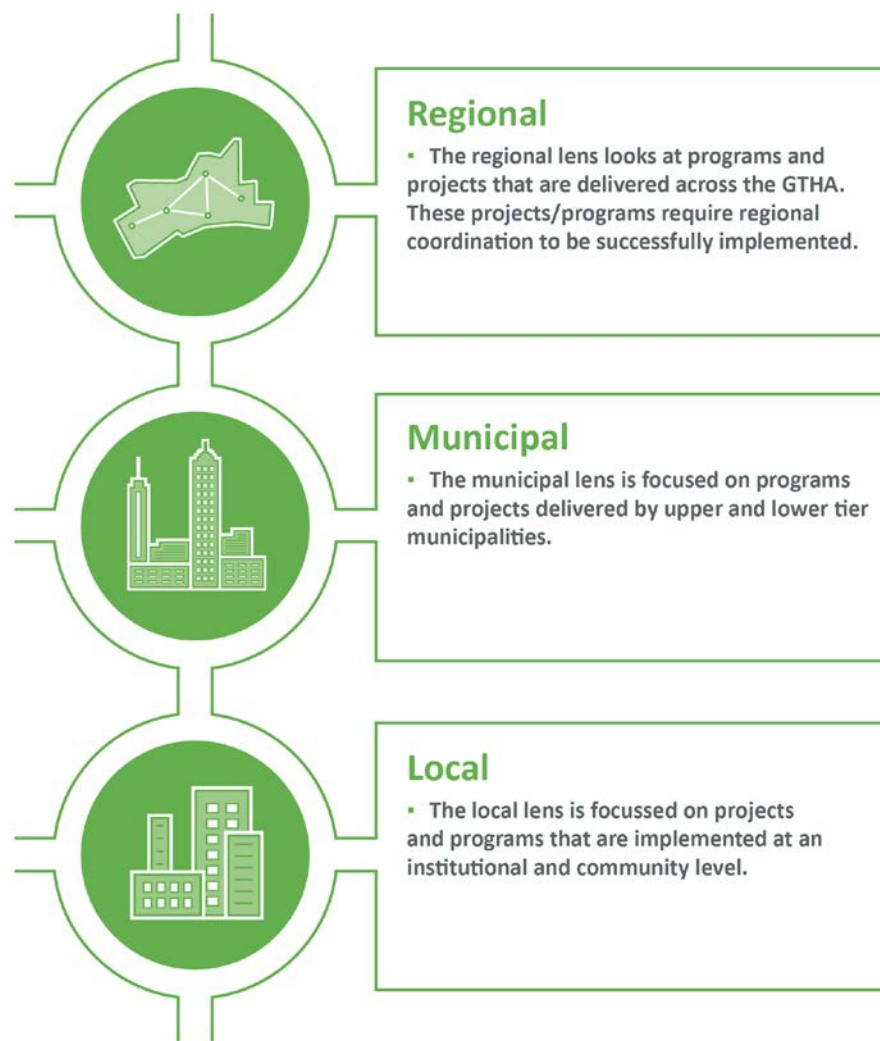 Regional
▪ The regional lens looks at programs and
projects that are delivered across the GTHA.
These projects/programs require regional
coordination to be successfully implemented.
Municipal
▪ The municipal lens is focused on programs
and projects delivered by upper and lower tier
municipalities.
Local
▪ The local lens is focussed on projects
and programs that are implemented at an
institutional and community level.